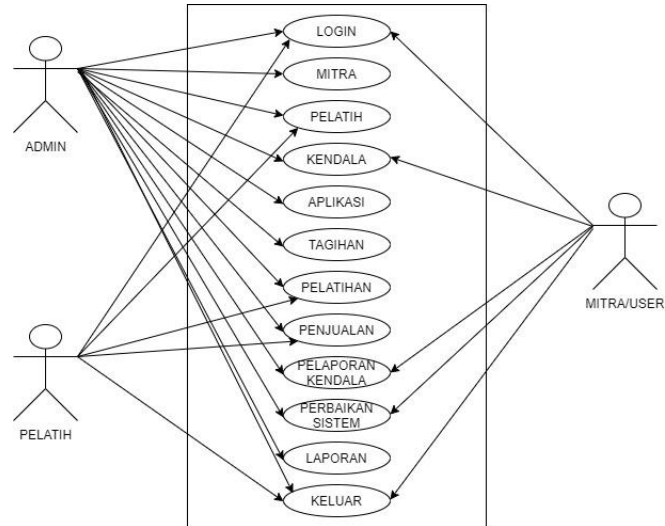 LOGIN
MITRA
PELATIH
KENDALA
APLIKASI
TAGIHAN
PELATIHAN
PENJUALAN
PELAPORAN
KENDALA
PERBAIKAN
SISTEM
LAPORAN
KELUAR
ADMIN
PELATIH
MITRA/USER